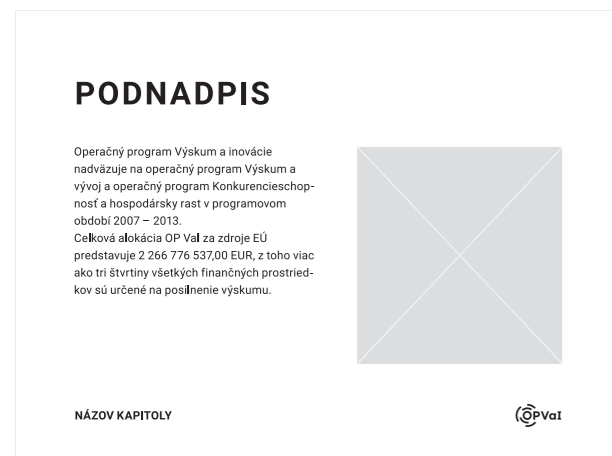 PODNADPIS
Operačný program Výskum a inovácie
nadväzuje na operačný program Výskum a
vývoj a operačný program Konkurencieschop-
nosť a hospodársky rast v programovom
období 2007 – 2013.
Celková alokácia OP VaI za zdroje EÚ
predstavuje 2 266 776 537,00 EUR, z toho viac
ako tri štvrtiny všetkých finančných prostried-
kov sú určené na posilnenie výskumu.
NÁZOV KAPITOLY
OPVaI